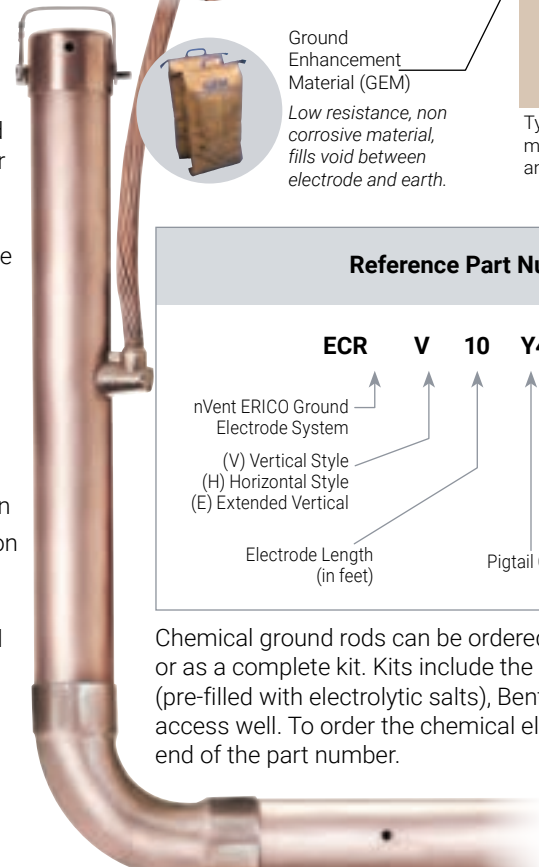 Ground
Enhancement
Material (GEM)
Low resistance, non
corrosive material,
fills void between
electrode and earth.
Reference Part
ECR V 10
nVent ERICO Ground
Electrode System
(V) Vertical Style
(H) Horizontal Style
(E) Extended Vertical
Electrode Length
(in feet)
Pigtail
Chemical ground rods can be ordered
or as a complete kit. Kits include the
(pre-filled with electrolytic salts),
access well. To order the chemical
end of the part number.